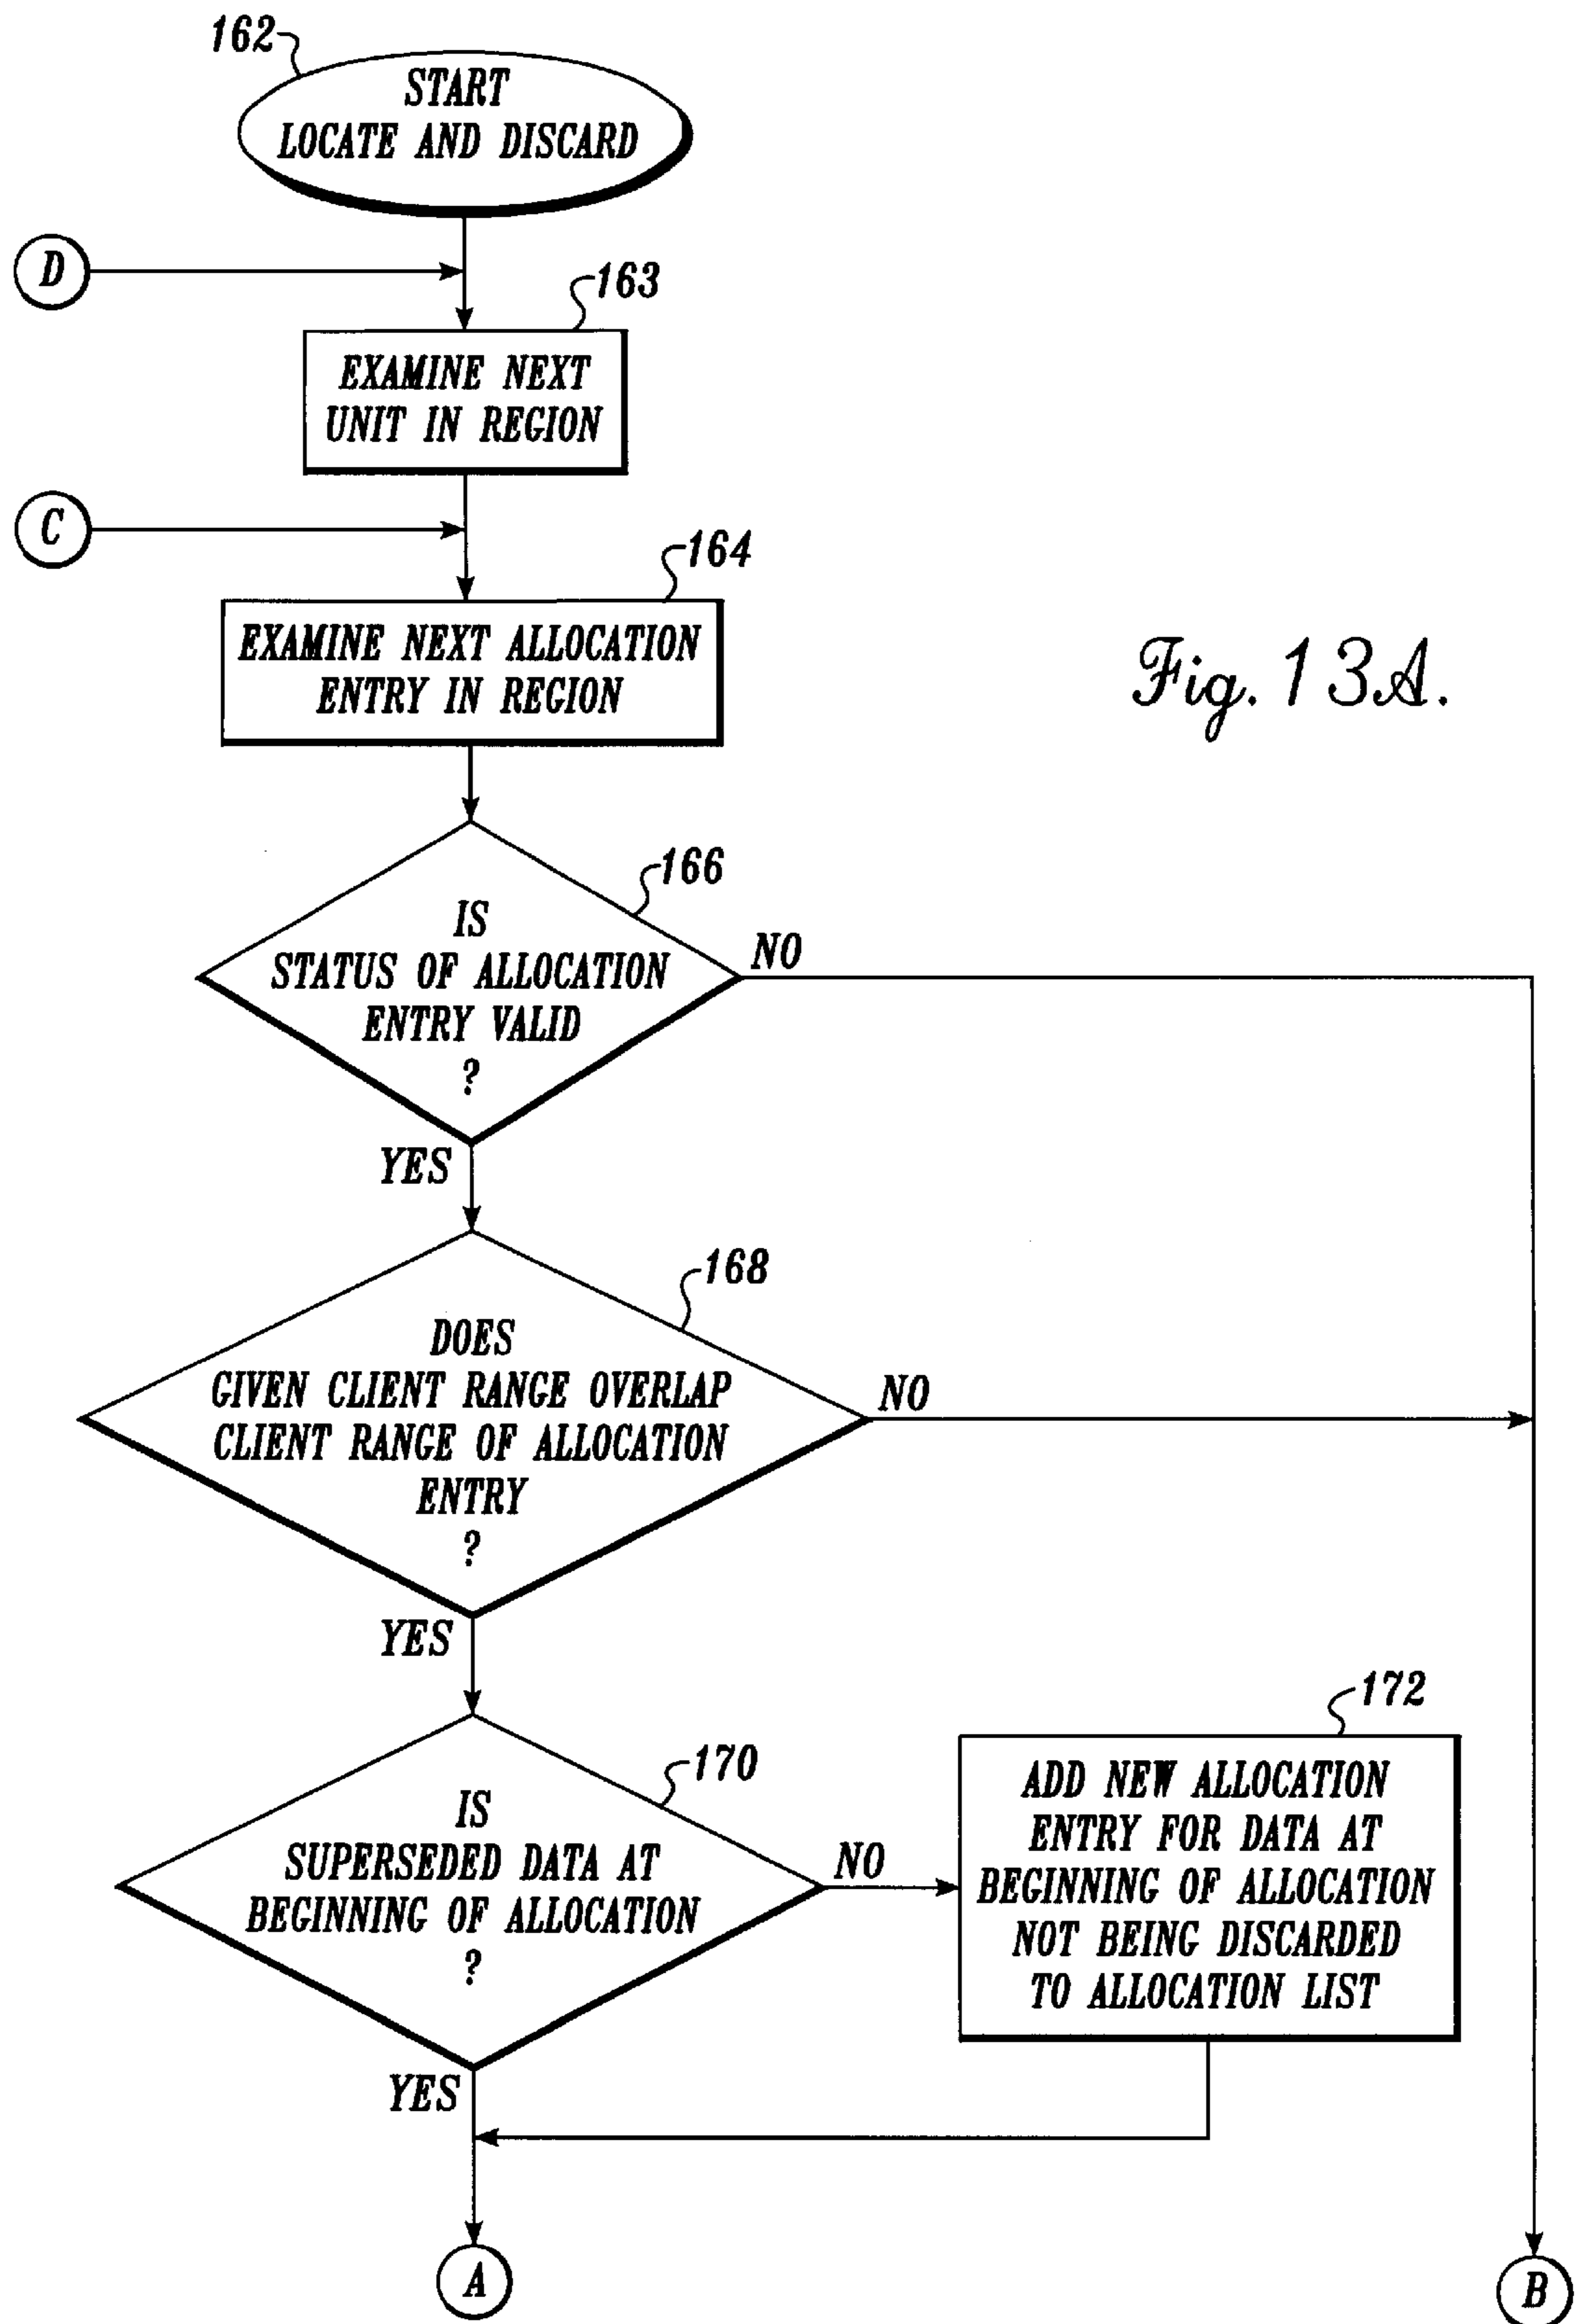 162
START
LOCATE AND DISCARD
D
163
EXAMINE NEXT
UNIT IN REGION
C
164
EXAMINE NEXT ALLOCATION
ENTRY IN REGION
Fig. 13A.
166
IS
STATUS OF ALLOCATION
ENTRY VALID
?
NO
YES
168
DOES
GIVEN CLIENT RANGE OVERLAP
CLIENT RANGE OF ALLOCATION
ENTRY
?
NO
YES
170
IS
SUPERSEDED DATA AT
BEGINNING OF ALLOCATION
?
NO
172
ADD NEW ALLOCATION
ENTRY FOR DATA AT
BEGINNING OF ALLOCATION
NOT BEING DISCARDED
TO ALLOCATION LIST
YES
A
B